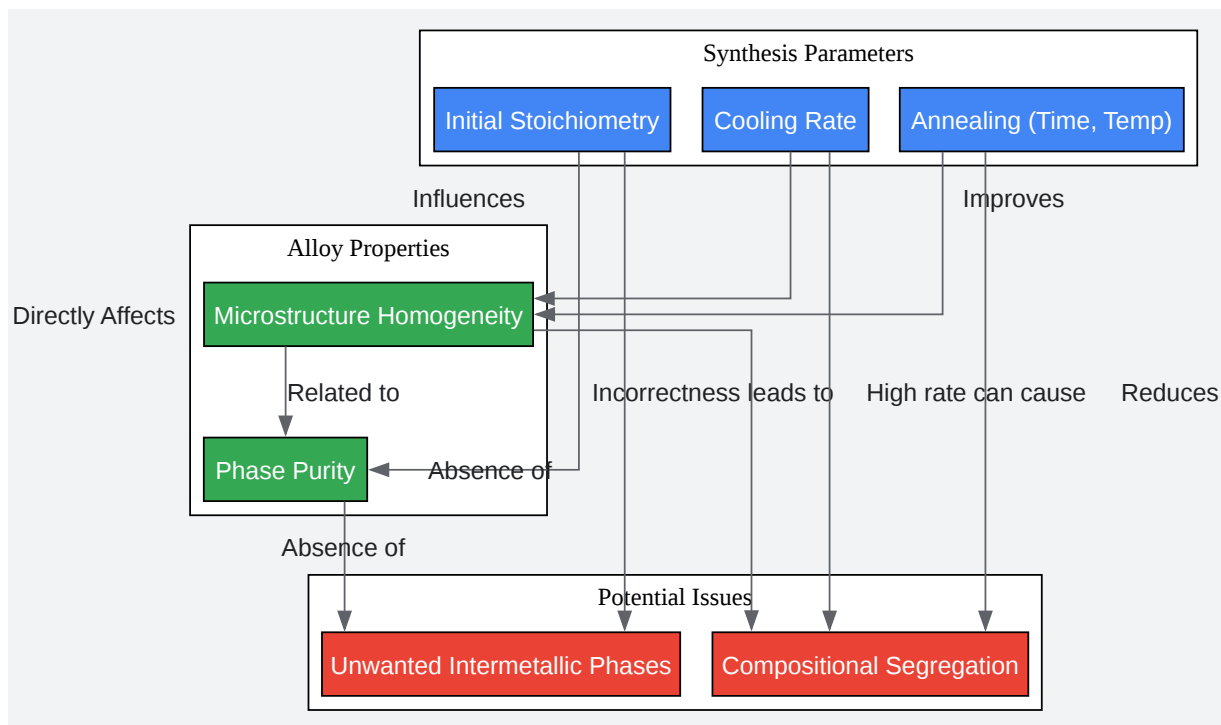 Synthesis Parameters
Initial Stoichiometry
Cooling Rate
Annealing (Time, Temp)
Influences
Improves
Alloy Properties
Microstructure Homogeneity
Directly Affects
Related to
Incorrectness leads to
High rate can cause
Reduces
Phase Purity
Absence of
Absence of
Potential Issues
Unwanted Intermetallic Phases
Compositional Segregation